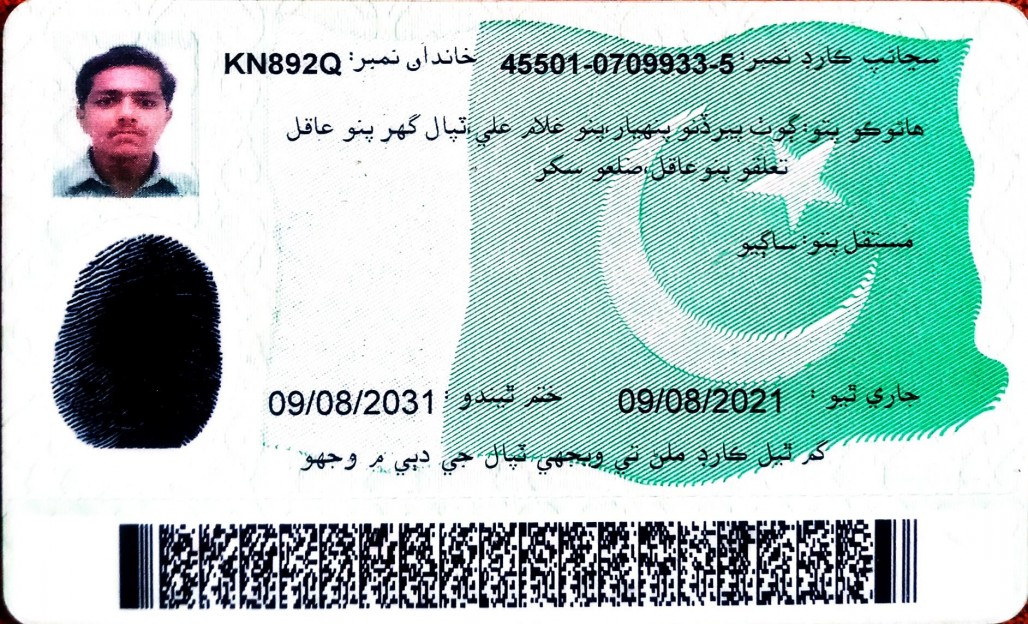 سڃاڻپ ڪارڊ نمبر: 45501-0709933-5 خاندان نمبر: KN892Q
هاڻوڪو پتو: ڳوٺ پيرڏنو پنهيار، پنو غلام علي، ٽپال گهر پنو عاقل
تعلقو پنو عاقل، ضلعو سکر
مستقل پتو: ساڳيو
جاري ٿيو : 09/08/2021 ختم ٿيندو : 09/08/2031
گم ٿيل ڪارڊ ملڻ تي ويجهي ٽپال جي دٻي ۾ وجهو